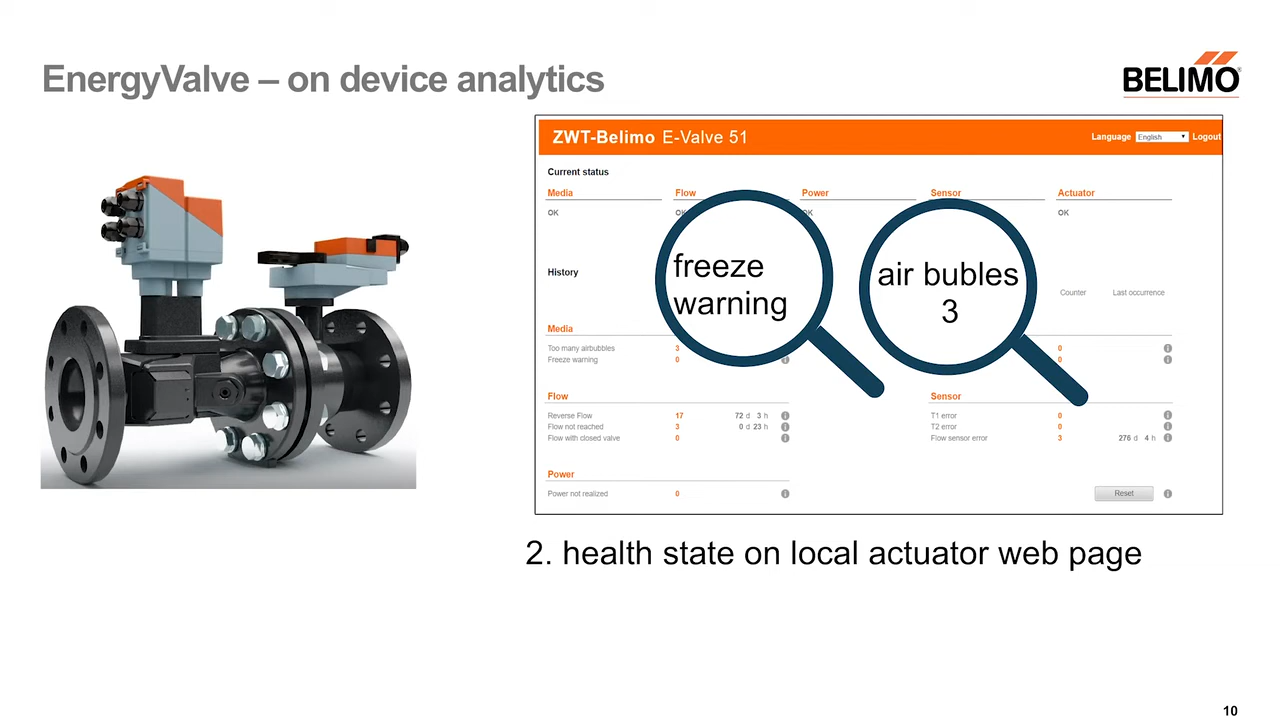 EnergyValve – on device analytics
BELIMO
ZWT-Belimo E-Valve 51
Language English Logout
Current status
Media Flow Power Sensor Actuator
OK OK OK OK
freeze
warning
air bubles
3
History
Counter Last occurrence
Media
Too many airbubbles 3 0
Freeze warning 0 0
Flow Sensor
Reverse Flow 17 72 d 3 h T1 error 0
Flow not reached 3 0 d 23 h T2 error 0
Flow with closed valve 0 Flow sensor error 3 276 d 4 h
Power
Power not realized 0 Reset
2. health state on local actuator web page
10